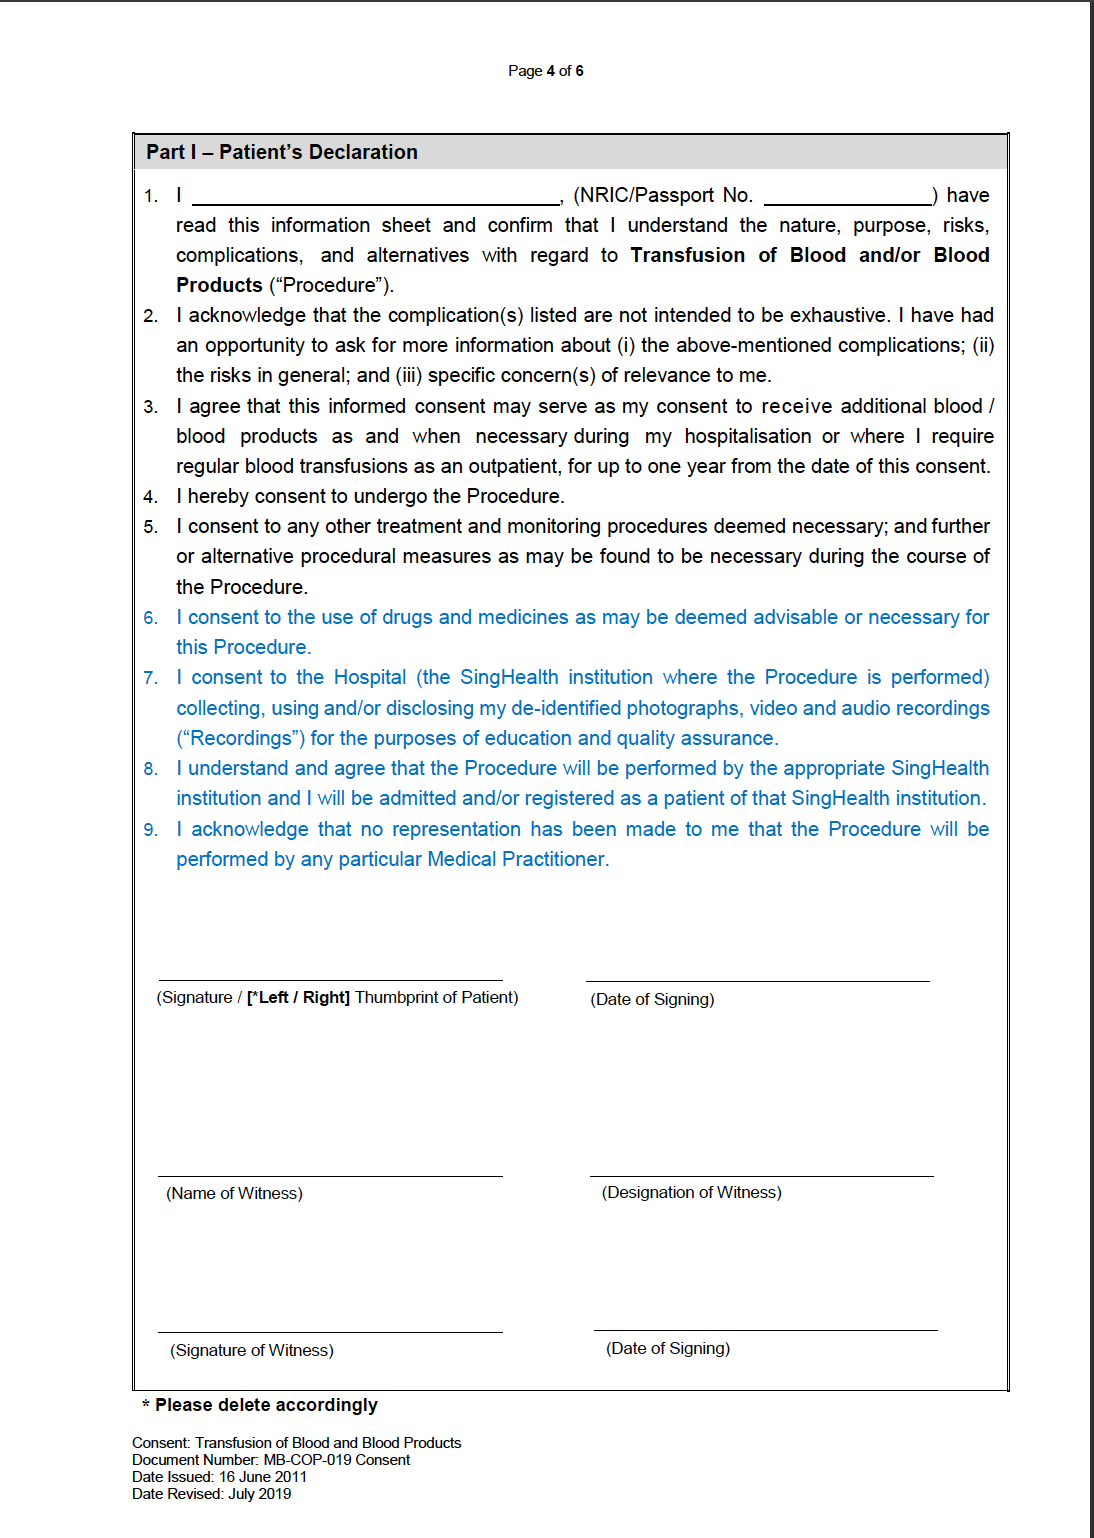 Page 4 of 6
Part I – Patient's Declaration
1. I ______________________________, (NRIC/Passport No. ______________) have
read this information sheet and confirm that I understand the nature, purpose, risks,
complications, and alternatives with regard to Transfusion of Blood and/or Blood
Products (“Procedure”).
2. I acknowledge that the complication(s) listed are not intended to be exhaustive. I have had
an opportunity to ask for more information about (i) the above-mentioned complications; (ii)
the risks in general; and (iii) specific concern(s) of relevance to me.
3. I agree that this informed consent may serve as my consent to receive additional blood /
blood products as and when necessary during my hospitalisation or where I require
regular blood transfusions as an outpatient, for up to one year from the date of this consent.
4. I hereby consent to undergo the Procedure.
5. I consent to any other treatment and monitoring procedures deemed necessary; and further
or alternative procedural measures as may be found to be necessary during the course of
the Procedure.
6. I consent to the use of drugs and medicines as may be deemed advisable or necessary for
this Procedure.
7. I consent to the Hospital (the SingHealth institution where the Procedure is performed)
collecting, using and/or disclosing my de-identified photographs, video and audio recordings
(“Recordings”) for the purposes of education and quality assurance.
8. I understand and agree that the Procedure will be performed by the appropriate SingHealth
institution and I will be admitted and/or registered as a patient of that SingHealth institution.
9. I acknowledge that no representation has been made to me that the Procedure will be
performed by any particular Medical Practitioner.
(Signature / [*Left / Right] Thumbprint of Patient) (Date of Signing)
(Name of Witness) (Designation of Witness)
(Signature of Witness) (Date of Signing)
* Please delete accordingly
Consent: Transfusion of Blood and Blood Products
Document Number: MB-COP-019 Consent
Date Issued: 16 June 2011
Date Revised: July 2019